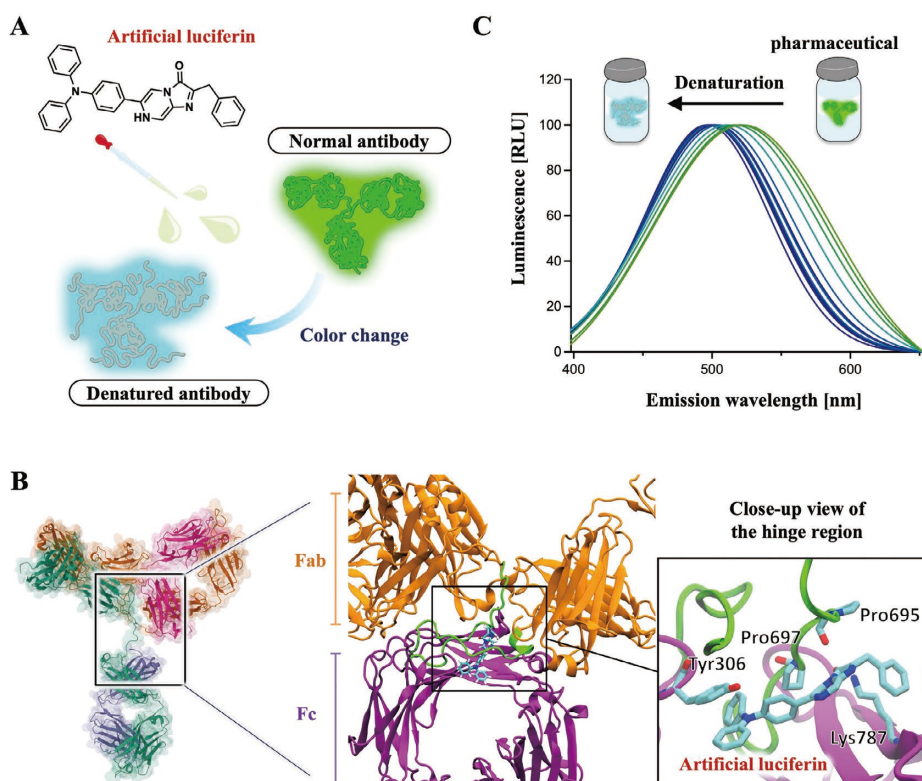 A
Artificial luciferin
O
N
N
N
HN
Normal antibody
Color change
Denatured antibody
C
pharmaceutical
Denaturation
Luminescence [RLU]
120
100
80
60
40
20
0
400
500
600
Emission wavelength [nm]
B
Fab
Fc
Close-up view of
the hinge region
Pro695
Pro697
Tyr306
Lys787
Artificial luciferin